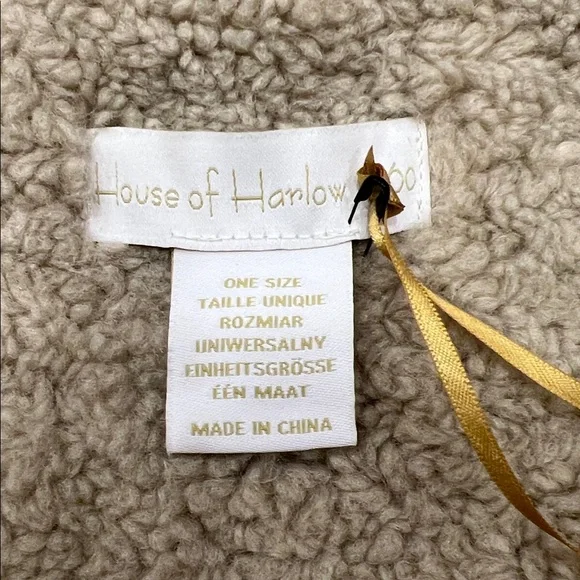 House of Harlow
ONE SIZE
TAILLE UNIQUE
ROZMIAR
UNIWERSALNY
EINHEITSGRÖSSE
ÉÉN MAAT
MADE IN CHINA